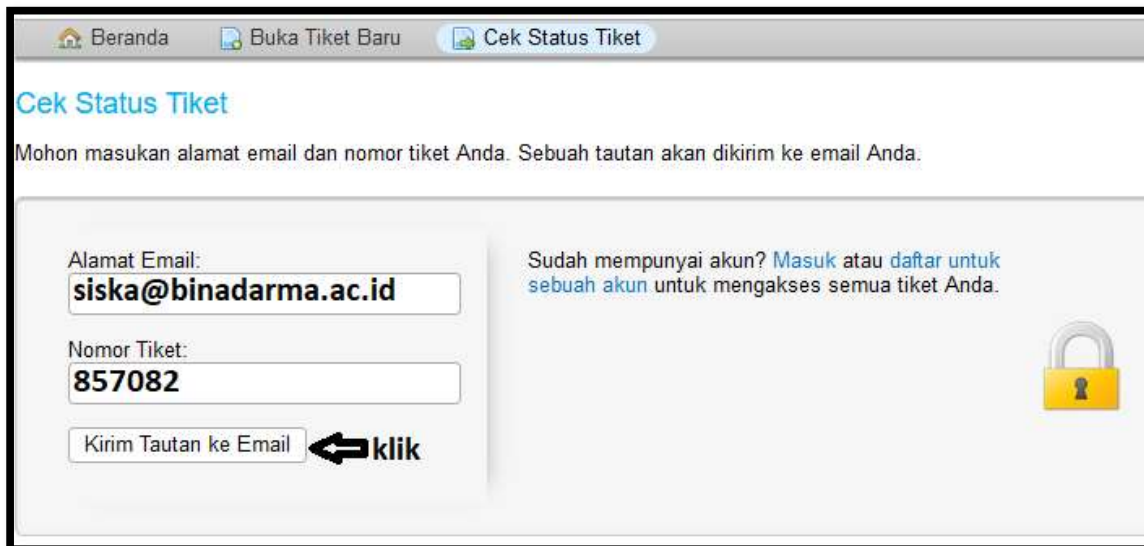 Beranda Buka Tiket Baru Cek Status Tiket
Cek Status Tiket
Mohon masukan alamat email dan nomor tiket Anda. Sebuah tautan akan dikirim ke email Anda.
Alamat Email:
siska@binadarma.ac.id
Nomor Tiket:
857082
Kirim Tautan ke Email klik
Sudah mempunyai akun? Masuk atau daftar untuk
sebuah akun untuk mengakses semua tiket Anda.